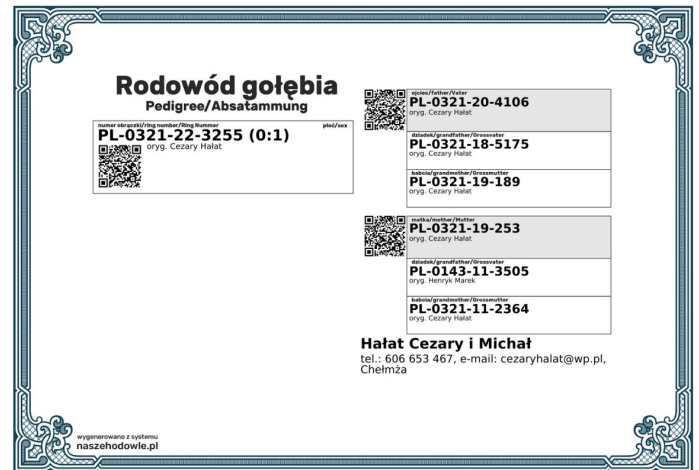 Rodowód gołębia
Pedigree/Absatammung
numer obrączki/ring number/Ring Nummer płeć/sex
PL-0321-22-3255 (0:1)
oryg. Cezary Hałat
ojciec/father/Vater
PL-0321-20-4106
oryg. Cezary Hałat
dziadek/grandfather/Grossvater
PL-0321-18-5175
oryg. Cezary Hałat
babcia/grandmother/Grossmutter
PL-0321-19-189
oryg. Cezary Hałat
matka/mother/Mutter
PL-0321-19-253
oryg. Cezary Hałat
dziadek/grandfather/Grossvater
PL-0143-11-3505
oryg. Henryk Marek
babcia/grandmother/Grossmutter
PL-0321-11-2364
oryg. Cezary Hałat
Hałat Cezary i Michał
tel.: 606 653 467, e-mail: cezaryhalat@wp.pl,
Chełmża
wygenerowano z systemu
naszehodowle.pl